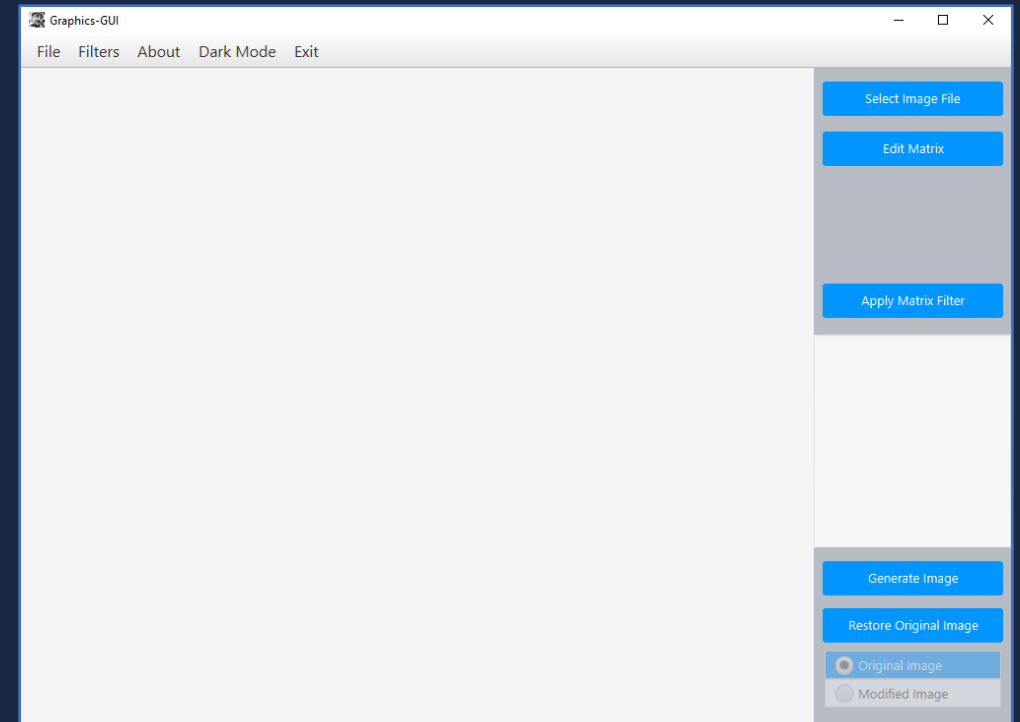 Graphics-GUI
File Filters About Dark Mode Exit
Select Image File
Edit Matrix
Apply Matrix Filter
Generate Image
Restore Original Image
Original Image
Modified Image